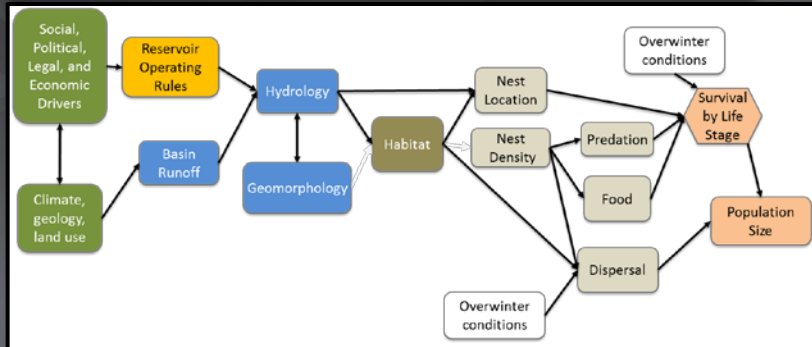 Social,
Political,
Legal, and
Economic
Drivers
Reservoir
Operating
Rules
Climate,
geology,
land use
Basin
Runoff
Hydrology
Geomorphology
Habitat
Nest
Location
Nest
Density
Predation
Food
Dispersal
Overwinter
conditions
Overwinter
conditions
Survival
by Life
Stage
Population
Size